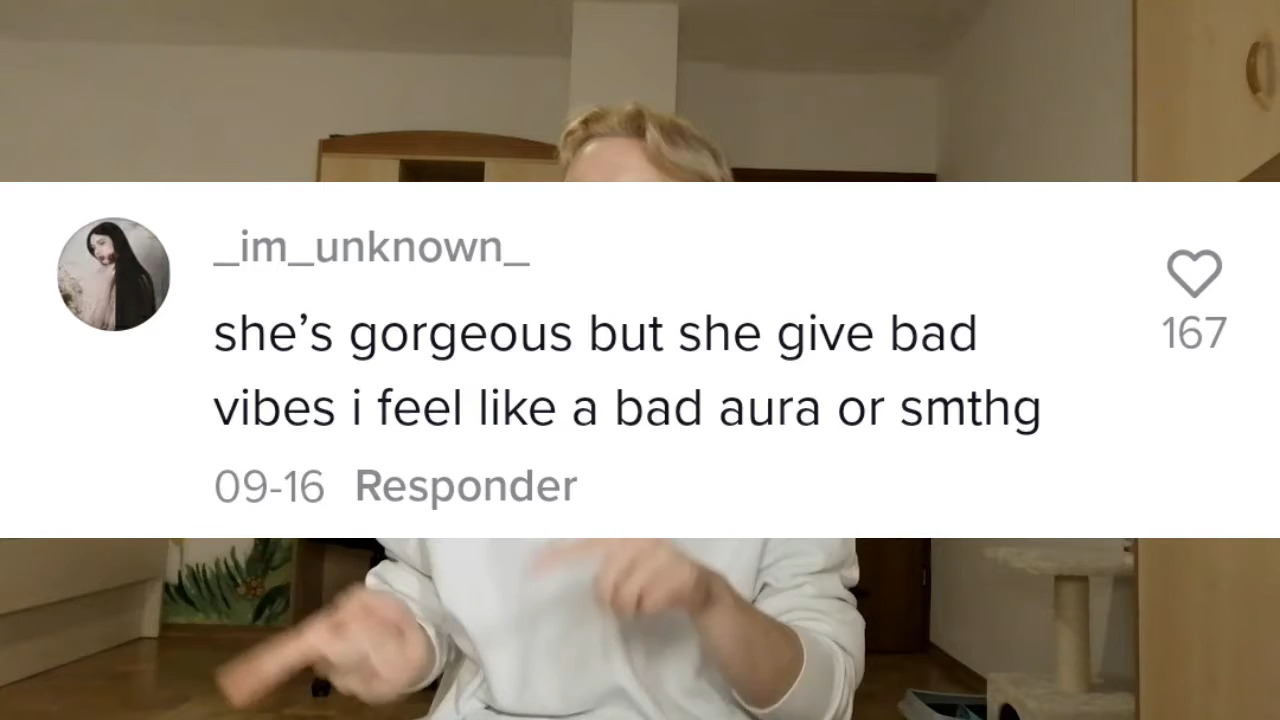 _im_unknown_
she’s gorgeous but she give bad
vibes i feel like a bad aura or smthg
167
09-16 Responder